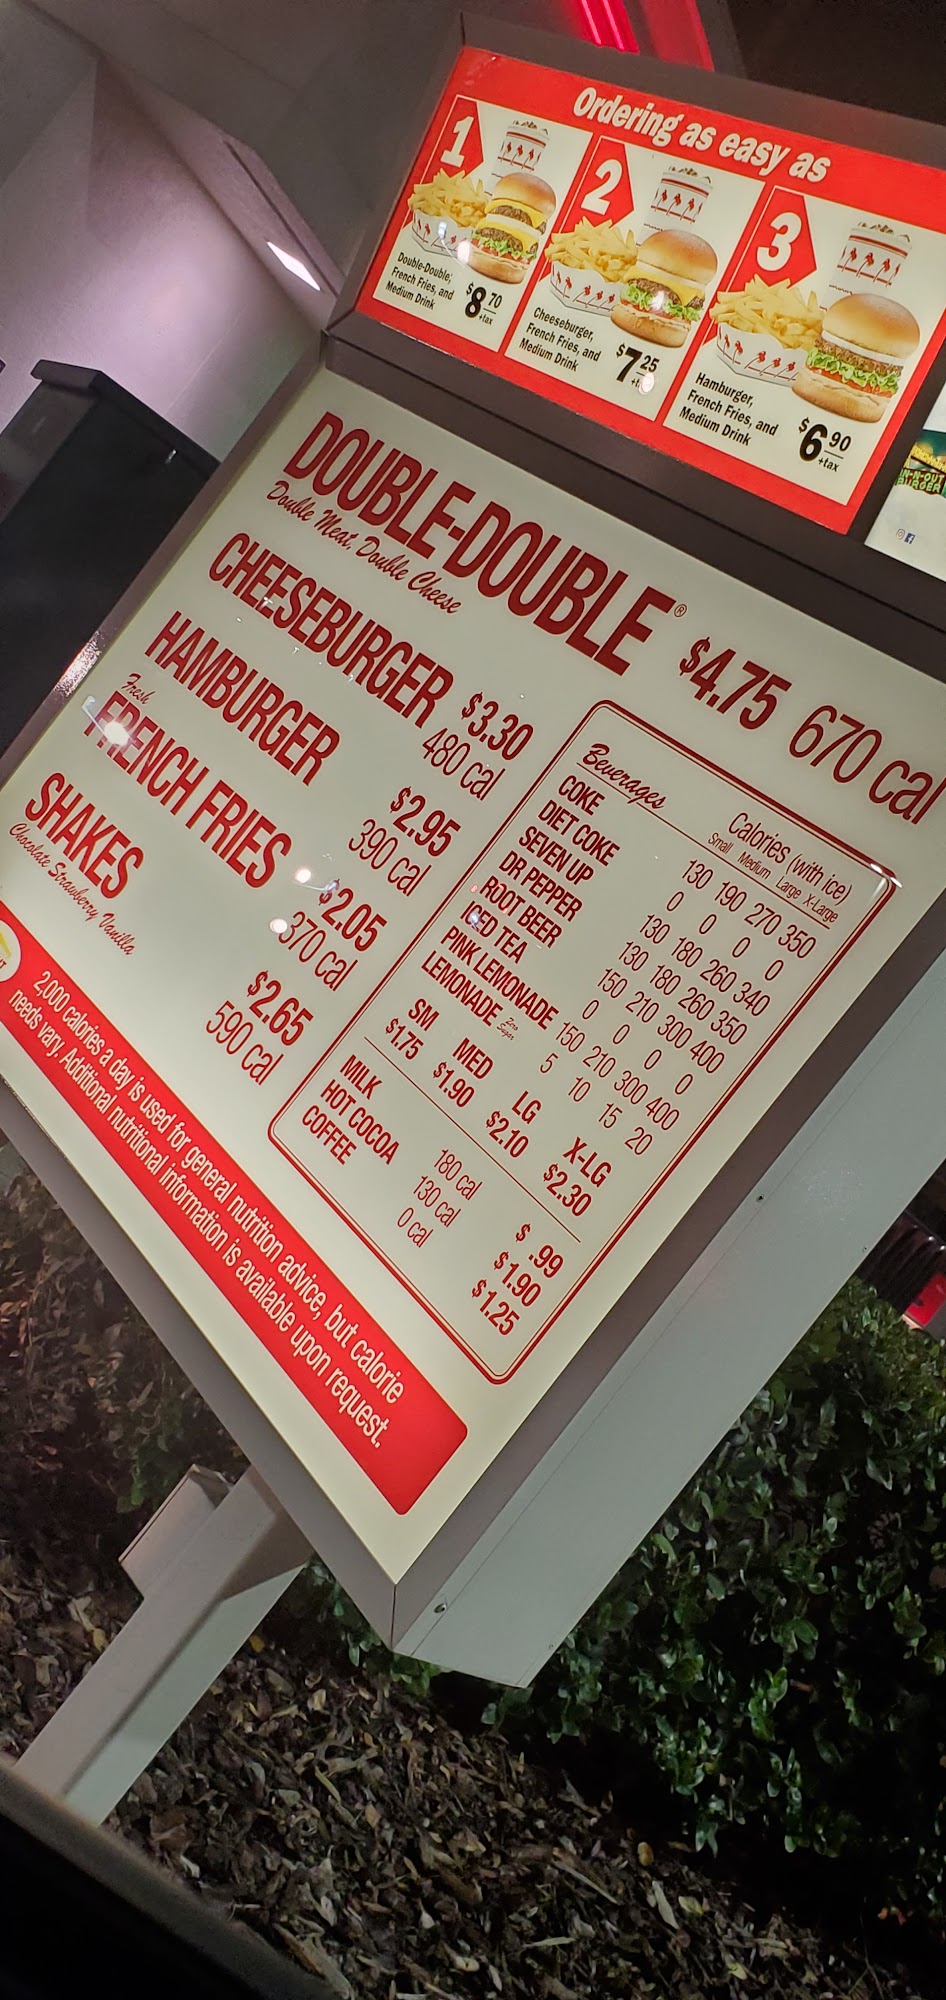 Ordering as easy as
1
Double-Double,
French Fries, and
Medium Drink
$8.70
+tax
2
Cheeseburger,
French Fries, and
Medium Drink
$7.25
3
Hamburger,
French Fries, and
Medium Drink
$6.90
+tax
IN-N-OUT
BURGER
DOUBLE-DOUBLE® $4.75 670 cal
Double Meat, Double Cheese
CHEESEBURGER $3.30
480 cal
HAMBURGER $2.95
390 cal
Fresh
FRENCH FRIES $2.05
370 cal
SHAKES $2.65
Chocolate Strawberry Vanilla 590 cal
Beverages Calories (with ice)
Small Medium Large X-Large
COKE 130 190 270 350
DIET COKE 0 0 0 0
SEVEN UP 130 180 260 340
DR PEPPER 130 180 260 350
ROOT BEER 150 210 300 400
ICED TEA 0 0 0 0
PINK LEMONADE 150 210 300 400
LEMONADE Zero Sugar 5 10 15 20
SM MED LG X-LG
$1.75 $1.90 $2.10 $2.30
MILK 180 cal $ .99
HOT COCOA 130 cal $1.90
COFFEE 0 cal $1.25
2,000 calories a day is used for general nutrition advice, but calorie
needs vary. Additional nutritional information is available upon request.